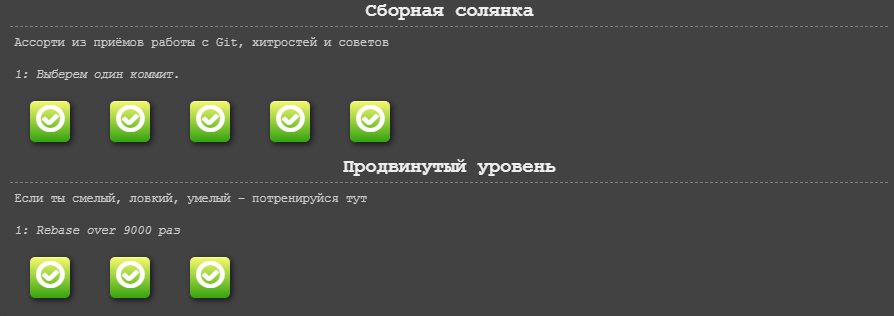 Сборная солянка
Ассорти из приёмов работы с Git, хитростей и советов
1: Выберем один коммит.
Продвинутый уровень
Если ты смелый, ловкий, умелый - потренируйся тут
1: Rebase over 9000 раз